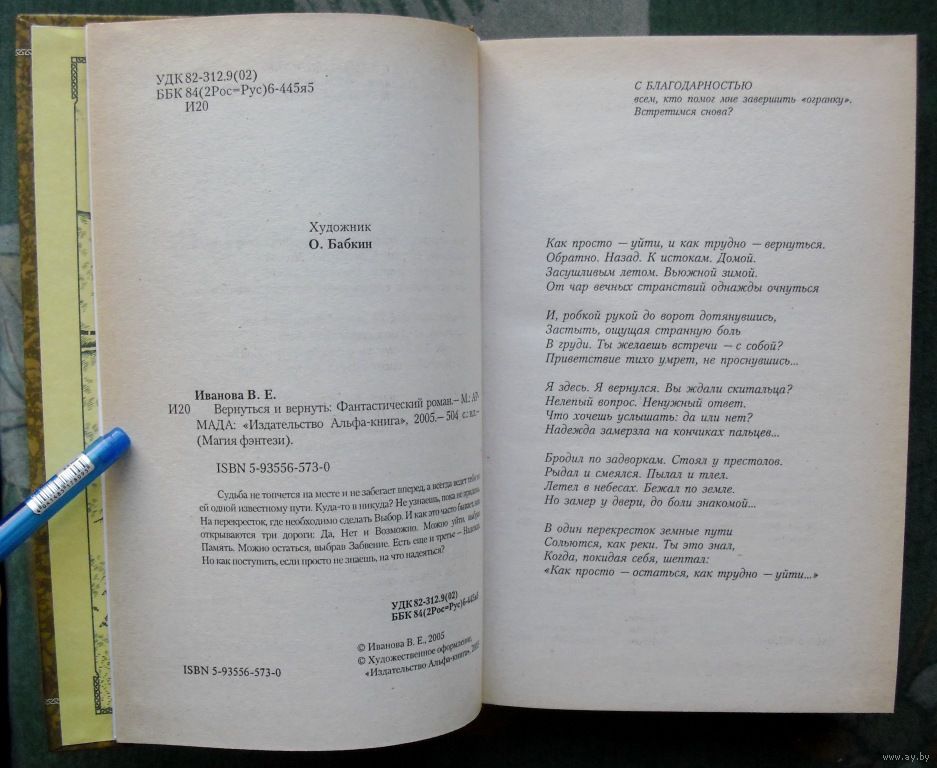 УДК 82-312.9(02)
ББК 84(2Рос=Рус)6-445я5
И20
Художник
О. Бабкин
Иванова В. Е.
И20 Вернуться и вернуть: Фантастический роман.— М.: АР-
МАДА: «Издательство Альфа-книга», 2005.— 504 с.: ил.—
(Магия фэнтези).
ISBN 5-93556-573-0
Судьба не топчется на месте и не забегает вперед, а всегда ведет тебя по
ей одной известному пути. Куда-то в никуда? Не узнаешь, пока не придешь.
На перекресток, где необходимо сделать Выбор. И как это часто бывает,
открываются три дороги: Да, Нет и Возможно. Можно уйти, выбрав
Память. Можно остаться, выбрав Забвение. Есть еще и третье — Надежда.
Но как поступить, если просто не знаешь, на что надеяться?
УДК 82-312.9(02)
ББК 84(2Рос=Рус)6-445я5
© Иванова В. Е., 2005
© Художественное оформление,
«Издательство Альфа-книга», 2005
ISBN 5-93556-573-0
С БЛАГОДАРНОСТЬЮ
всем, кто помог мне завершить «огранку».
Встретимся снова?
Как просто — уйти, и как трудно — вернуться.
Обратно. Назад. К истокам. Домой.
Засушливым летом. Вьюжной зимой.
От чар вечных странствий однажды очнуться
И, робкой рукой до ворот дотянувшись,
Застыть, ощущая странную боль
В груди. Ты желаешь встречи — с собой?
Приветствие тихо умрет, не проснувшись...
Я здесь. Я вернулся. Вы ждали скитальца?
Нелепый вопрос. Ненужный ответ.
Что хочешь услышать: да или нет?
Надежда замерзла на кончиках пальцев...
Бродил по задворкам. Стоял у престолов.
Рыдал и смеялся. Пылал и тлел.
Летел в небесах. Бежал по земле.
Но замер у двери, до боли знакомой...
В один перекресток земные пути
Сольются, как реки. Ты это знал,
Когда, покидая себя, шептал:
«Как просто — остаться, как трудно — уйти...»
www.ay.by